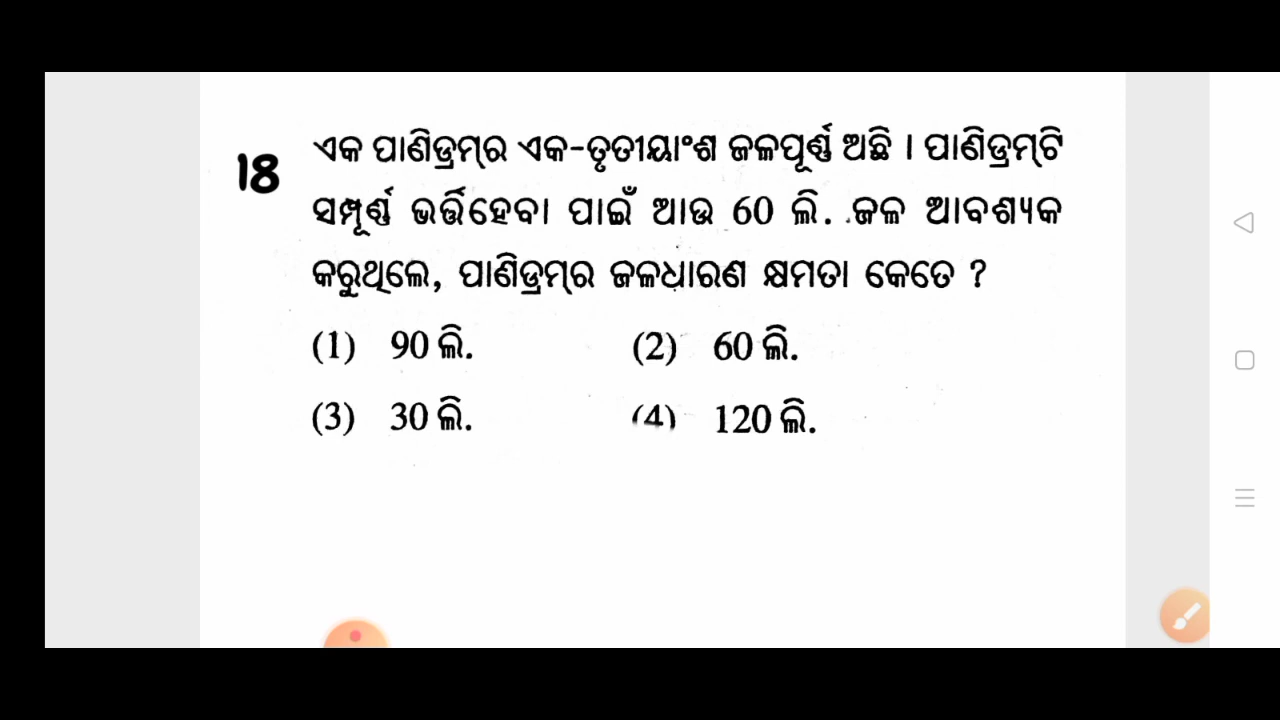 18
ଏକ ପାଣିଡ୍ରମ୍‌ର ଏକ-ତୃତୀୟାଂଶ ଜଳପୂର୍ଣ୍ଣ ଅଛି । ପାଣିଡ୍ରମ୍‌ଟି
ସମ୍ପୂର୍ଣ୍ଣ ଭର୍ତ୍ତିହେବା ପାଇଁ ଆଉ 60 ଲି. ଜଳ ଆବଶ୍ୟକ
କରୁଥିଲେ, ପାଣିଡ୍ରମ୍‌ର ଜଳଧାରଣ କ୍ଷମତା କେତେ ?
(1) 90 ଲି. (2) 60 ଲି.
(3) 30 ଲି. (4) 120 ଲି.